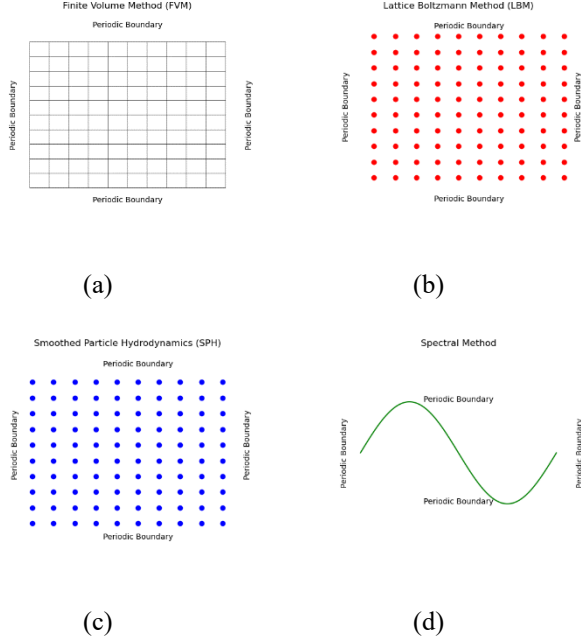 Finite Volume Method (FVM)
Periodic Boundary
Periodic Boundary
Periodic Boundary
Periodic Boundary
(a)
Lattice Boltzmann Method (LBM)
Periodic Boundary
Periodic Boundary
Periodic Boundary
Periodic Boundary
(b)
Smoothed Particle Hydrodynamics (SPH)
Periodic Boundary
Periodic Boundary
Periodic Boundary
Periodic Boundary
(c)
Spectral Method
Periodic Boundary
Periodic Boundary
Periodic Boundary
Periodic Boundary
(d)